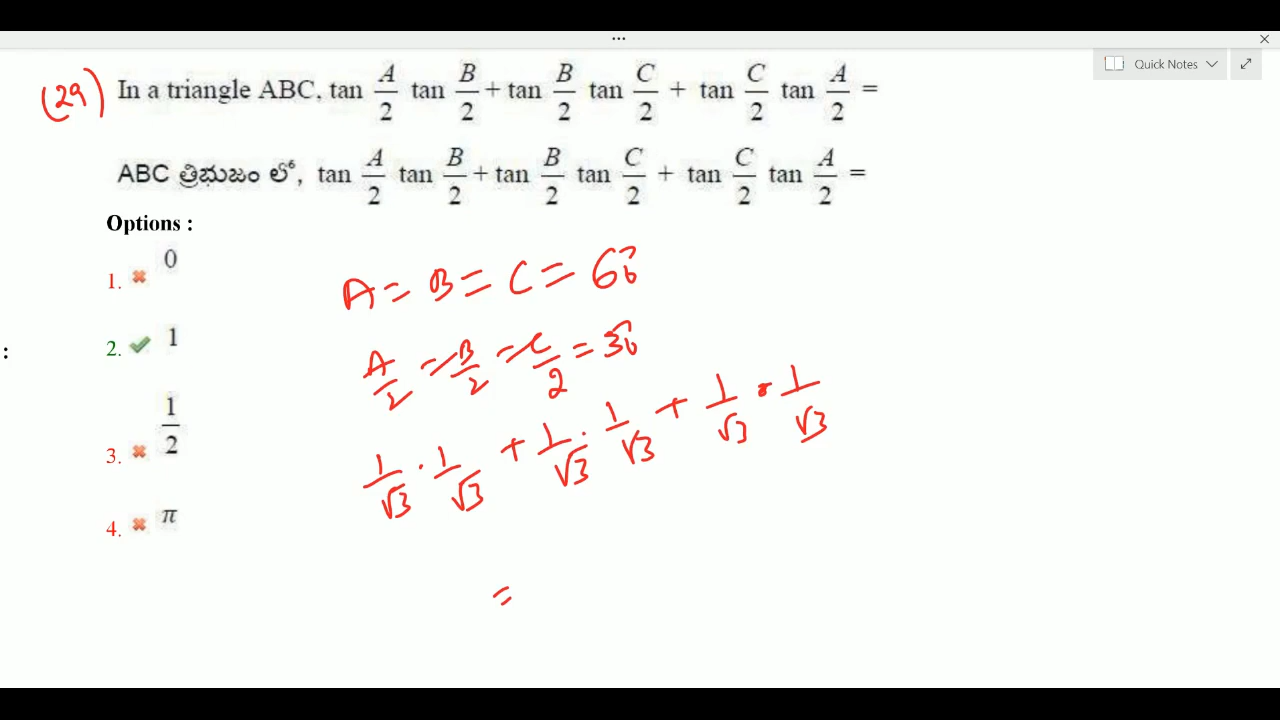 ...
Quick Notes
(29) In a triangle ABC, tan A/2 tan B/2 + tan B/2 tan C/2 + tan C/2 tan A/2 =
ABC త్రిభుజం లో, tan A/2 tan B/2 + tan B/2 tan C/2 + tan C/2 tan A/2 =
Options :
1. ✖ 0
A = B = C = 60°
:
2. ✔ 1
A/2 = B/2 = C/2 = 30°
3. ✖ 1/2
1/√3 · 1/√3 + 1/√3 · 1/√3 + 1/√3 · 1/√3
4. ✖ π
=